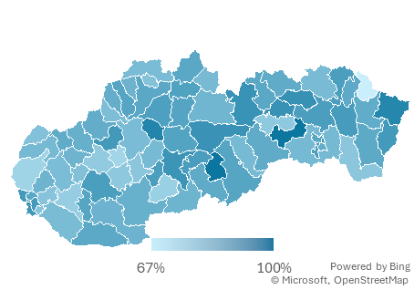 67%
100%
Powered by Bing
© Microsoft, OpenStreetMap